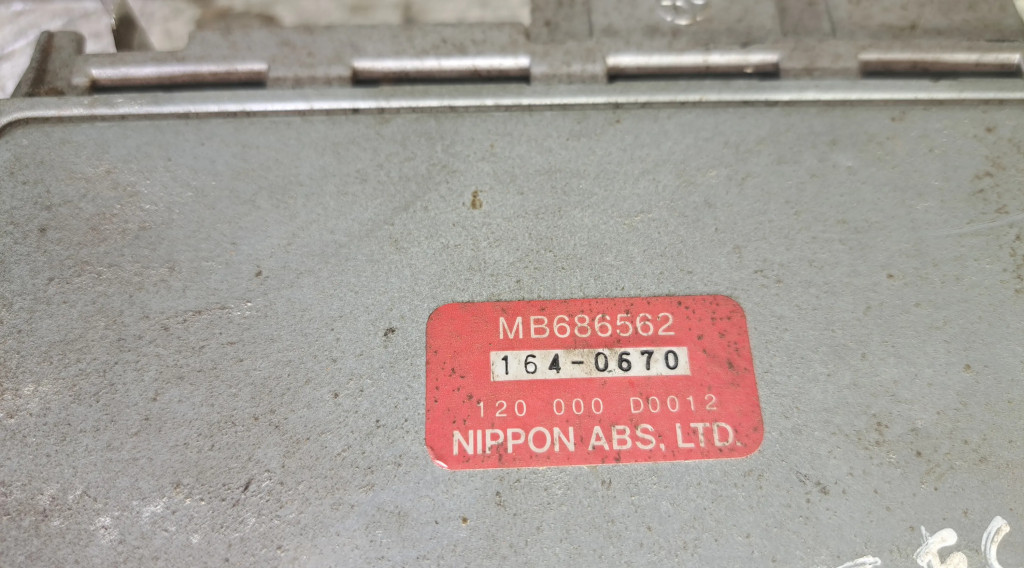 MB686562
164-0670
120 000 D0012
NIPPON ABS, LTD.